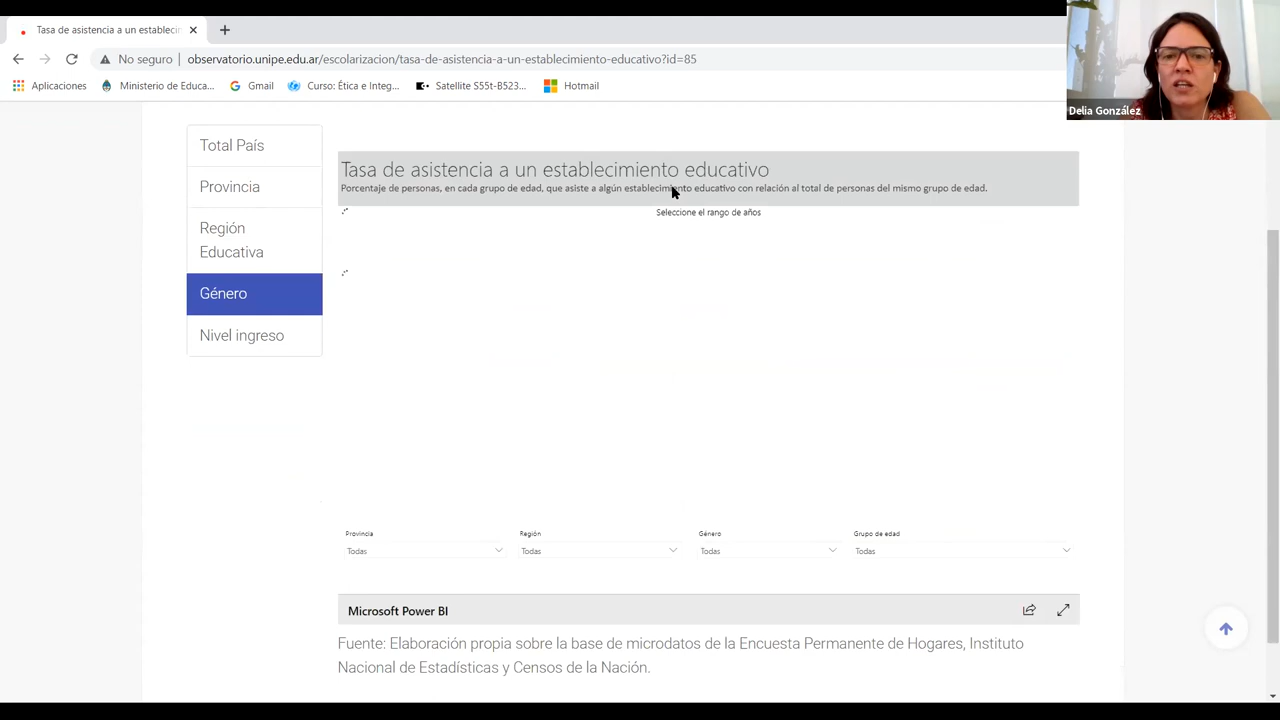 Tasa de asistencia a un establecin
No seguro
observatorio.unipe.edu.ar/escolarizacion/tasa-de-asistencia-a-un-establecimiento-educativo?id=85
Aplicaciones
Ministerio de Educa...
Gmail
Curso: Ética e Integ...
Satellite S55t-B523...
Hotmail
Delia González
Total País
Provincia
Región
Educativa
Género
Nivel ingreso
Tasa de asistencia a un establecimiento educativo
Porcentaje de personas, en cada grupo de edad, que asiste a algún establecimiento educativo con relación al total de personas del mismo grupo de edad.
Seleccione el rango de años
Provincia
Región
Género
Grupo de edad
Todas
Todas
Todas
Todas
Microsoft Power BI
Fuente: Elaboración propia sobre la base de microdatos de la Encuesta Permanente de Hogares, Instituto
Nacional de Estadísticas y Censos de la Nación.